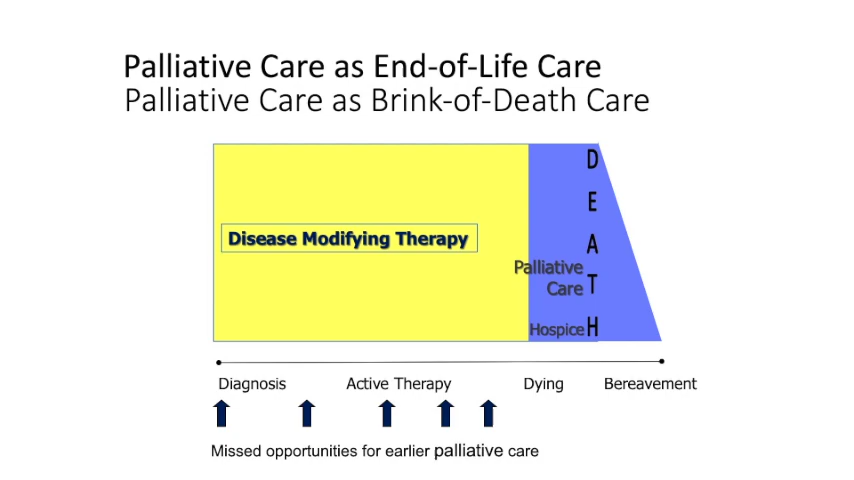 Palliative Care as End-of-Life Care
Palliative Care as Brink-of-Death Care
Disease Modifying Therapy
Palliative
Care
Hospice
D
E
A
T
H
Diagnosis Active Therapy Dying Bereavement
Missed opportunities for earlier palliative care